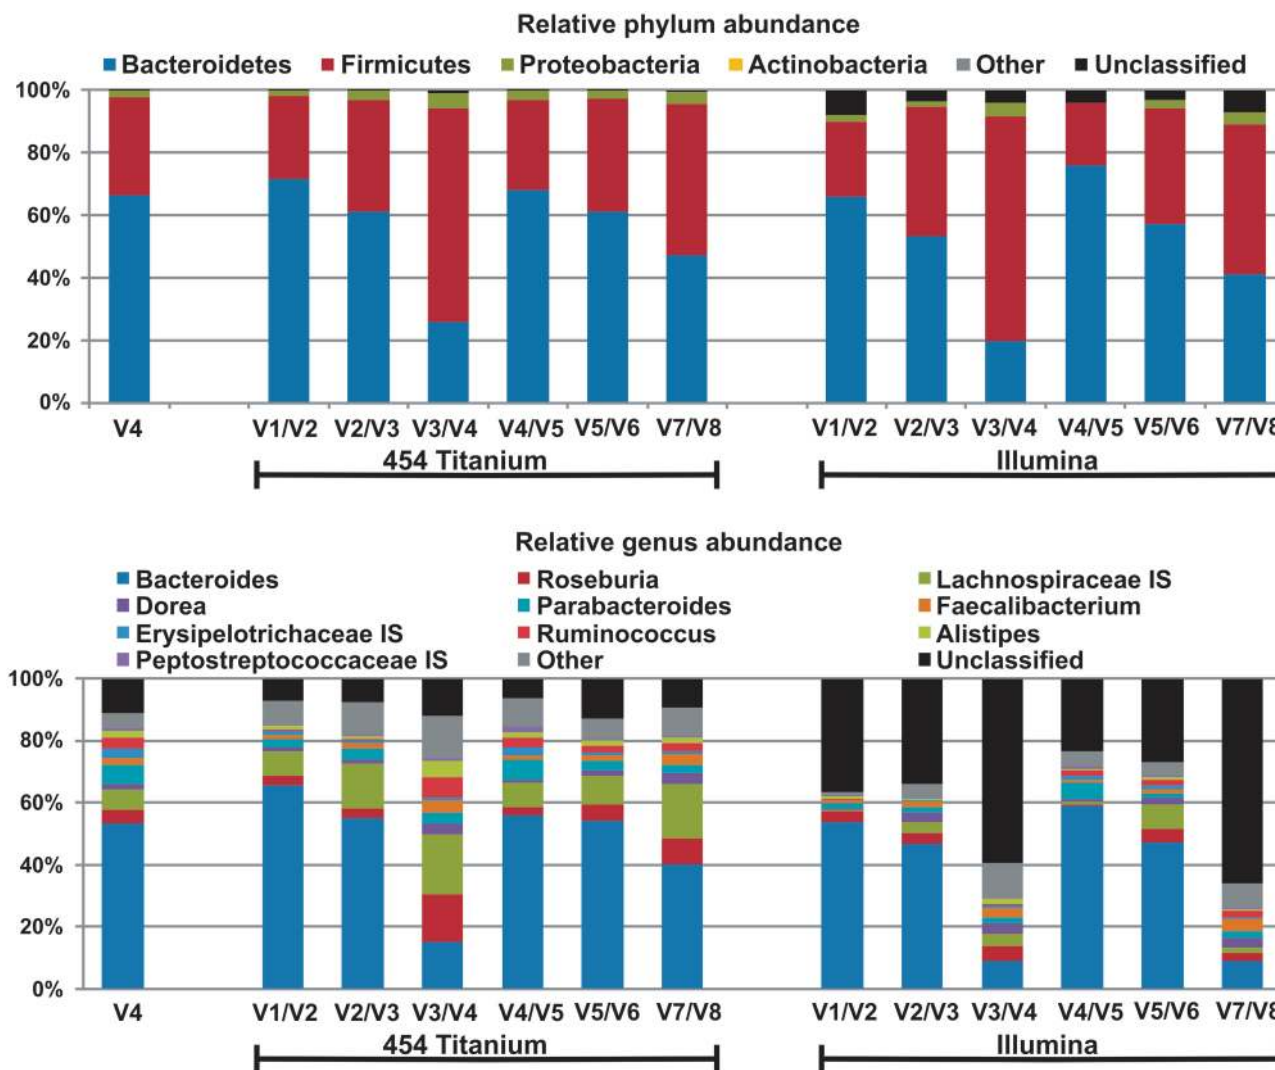 Relative phylum abundance
Bacteroidetes Firmicutes Proteobacteria Actinobacteria Other Unclassified
100%
80%
60%
40%
20%
0%
V4 V1/V2 V2/V3 V3/V4 V4/V5 V5/V6 V7/V8 V1/V2 V2/V3 V3/V4 V4/V5 V5/V6 V7/V8
454 Titanium Illumina
Relative genus abundance
Bacteroides Roseburia Lachnospiraceae IS
Dorea Parabacteroides Faecalibacterium
Erysipelotrichaceae IS Ruminococcus Alistipes
Peptostreptococcaceae IS Other Unclassified
100%
80%
60%
40%
20%
0%
V4 V1/V2 V2/V3 V3/V4 V4/V5 V5/V6 V7/V8 V1/V2 V2/V3 V3/V4 V4/V5 V5/V6 V7/V8
454 Titanium Illumina